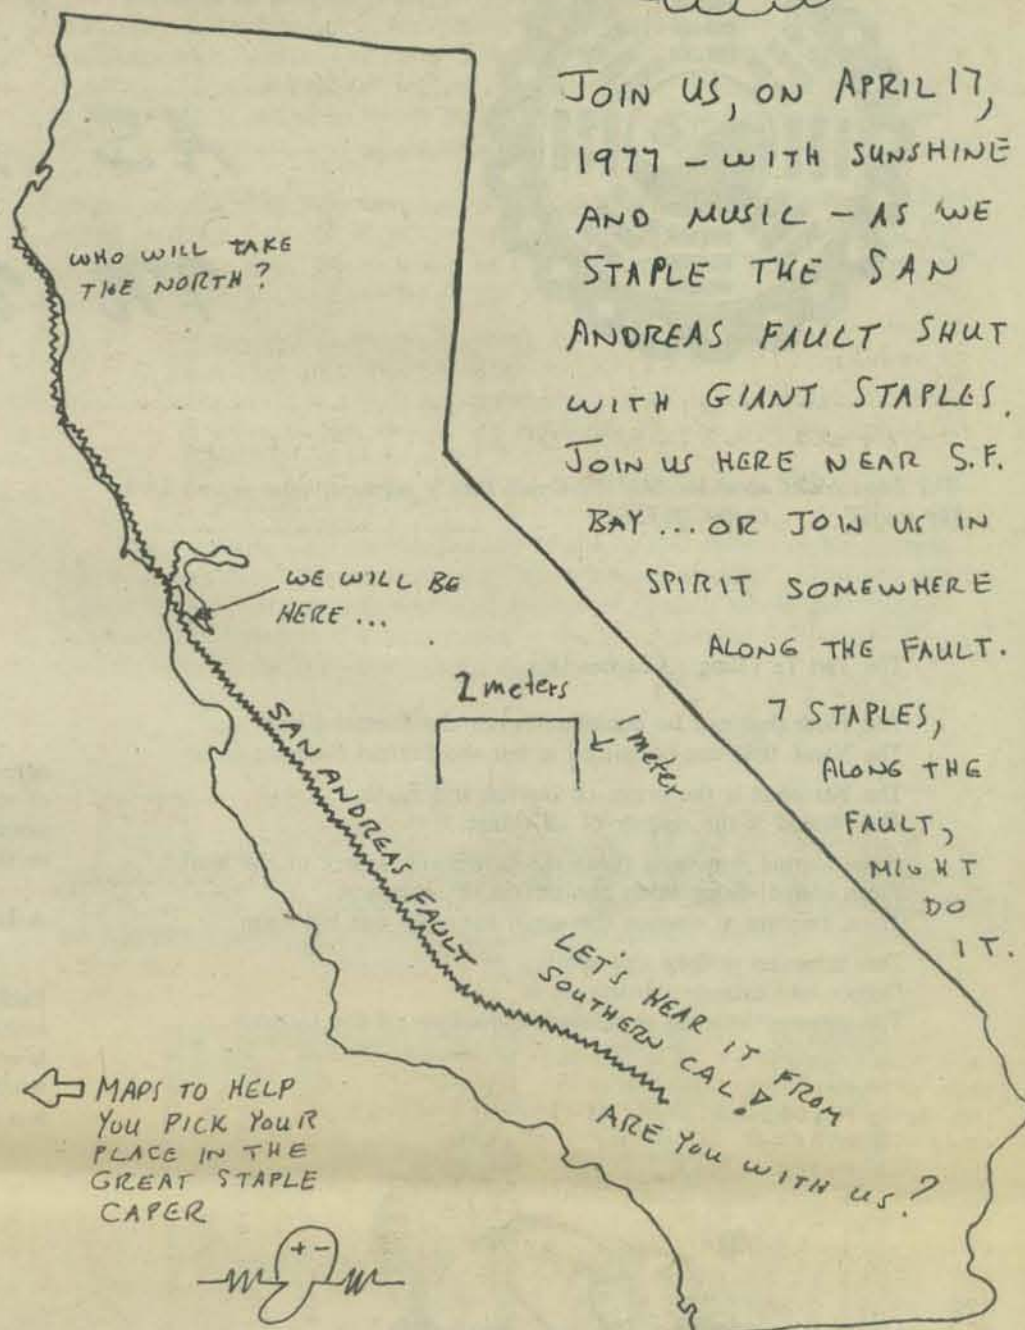 JOIN US, ON APRIL 17,
1977 – WITH SUNSHINE
AND MUSIC – AS WE
STAPLE THE SAN
ANDREAS FAULT SHUT
WITH GIANT STAPLES.
JOIN US HERE NEAR S.F.
BAY... OR JOIN US IN
SPIRIT SOMEWHERE
ALONG THE FAULT.
7 STAPLES,
ALONG THE
FAULT,
MIGHT
DO
IT.
WHO WILL TAKE
THE NORTH?
WE WILL BE
HERE ...
2 meters
1 meter
SAN ANDREAS FAULT
LET'S HEAR IT FROM
SOUTHERN CAL!
ARE YOU WITH US?
MAPS TO HELP
YOU PICK YOUR
PLACE IN THE
GREAT STAPLE
CAPER
+ -